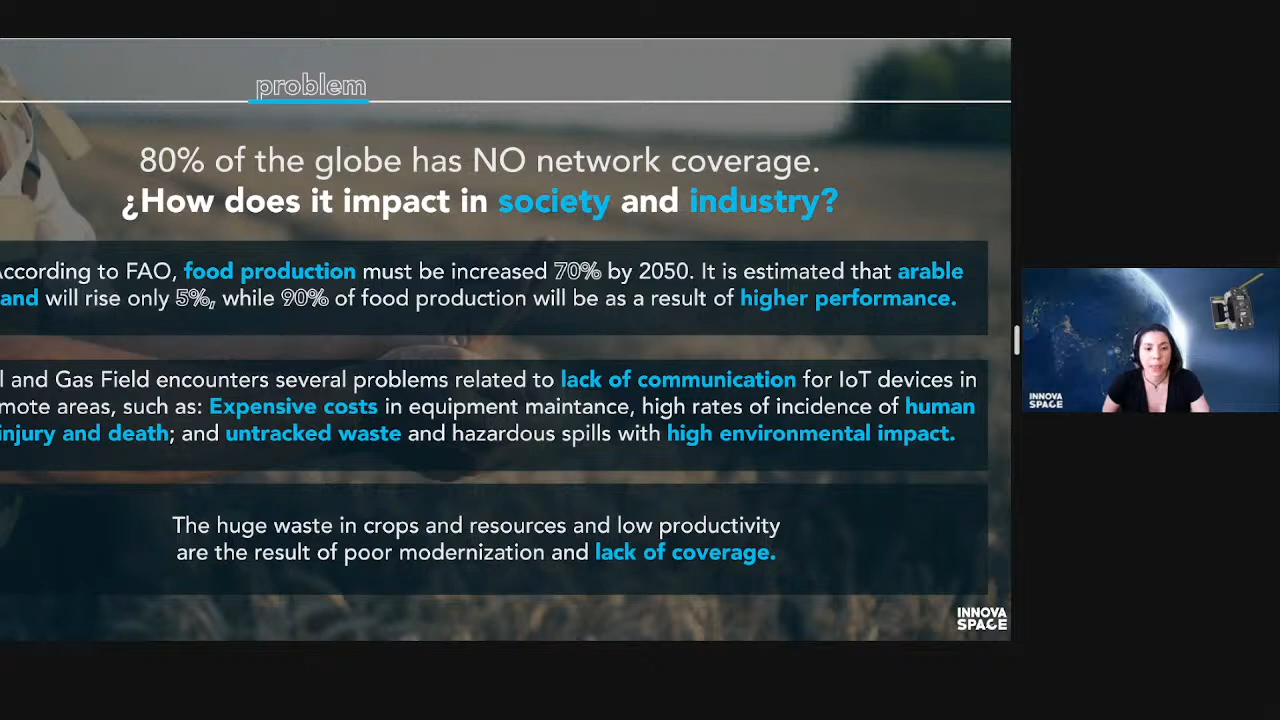 problem
80% of the globe has NO network coverage.
¿How does it impact in society and industry?
According to FAO, food production must be increased 70% by 2050. It is estimated that arable
and will rise only 5%, while 90% of food production will be as a result of higher performance.
l and Gas Field encounters several problems related to lack of communication for IoT devices in
mote areas, such as: Expensive costs in equipment maintance, high rates of incidence of human
injury and death; and untracked waste and hazardous spills with high environmental impact.
The huge waste in crops and resources and low productivity
are the result of poor modernization and lack of coverage.
INNOVA
SPACE
INNOVA
SPACE